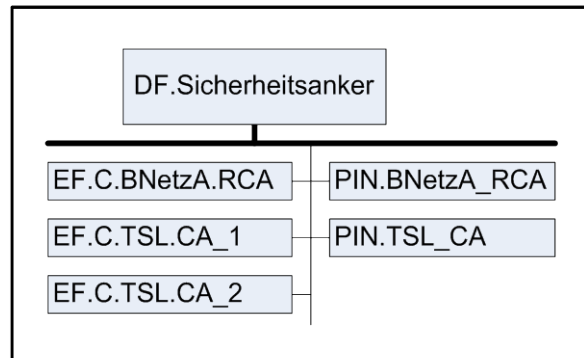 DF.Sicherheitsanker
EF.C.BNetzA.RCA
PIN.BNetzA_RCA
EF.C.TSL.CA_1
PIN.TSL_CA
EF.C.TSL.CA_2